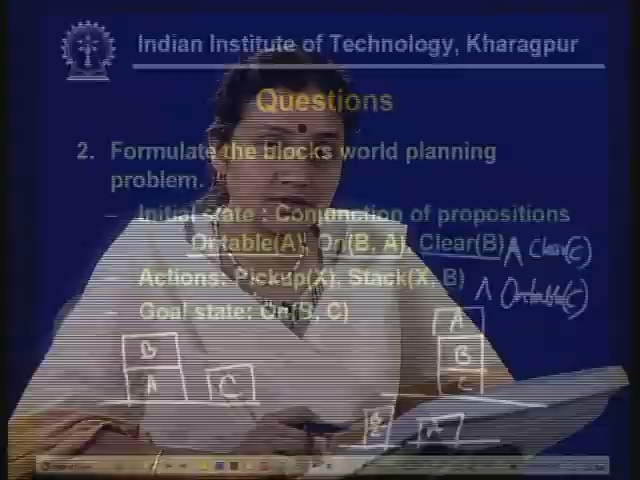 Indian Institute of Technology, Kharagpur
Questions
2. Formulate the blocks world planning
problem.
– Initial state : Conjunction of propositions
Ontable(A), On(B, A), Clear(B) ∧ Clear(C)
– Actions: Pickup(X), Stack(X, B) ∧ Ontable(C)
– Goal state: On(B, C)
A
B
B
A
C
C
B
C
A